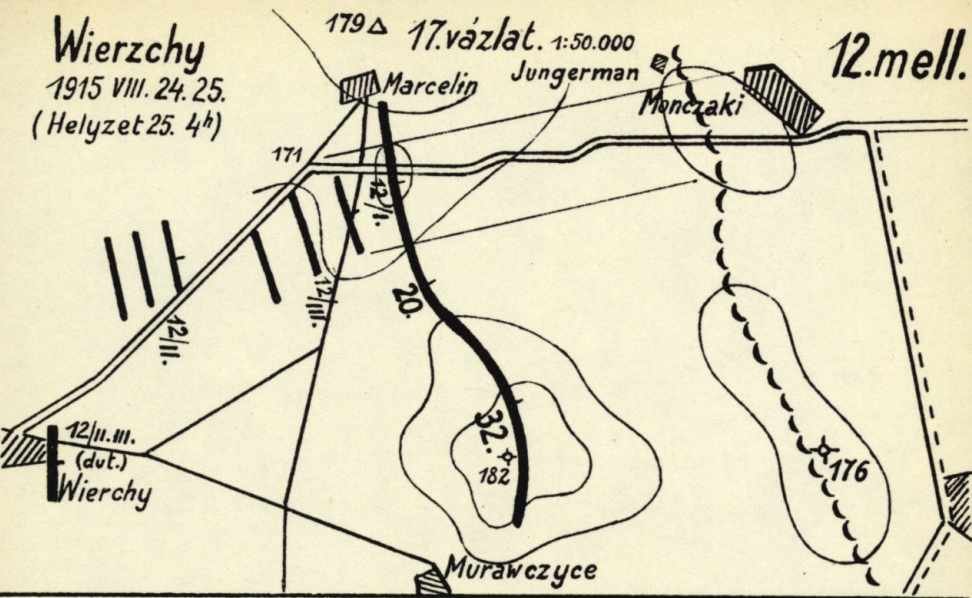 Wierzchy
1915 VIII. 24. 25.
(Helyzet 25. 4ʰ)
179
17. vázlat. 1:50.000
12. mell.
Jungerman
Marcelin
Monczaki
171
12/I.
20.
12/III.
12/II.
32.
182
176
12/II. III.
(dut.)
Wierchy
Murawczyce